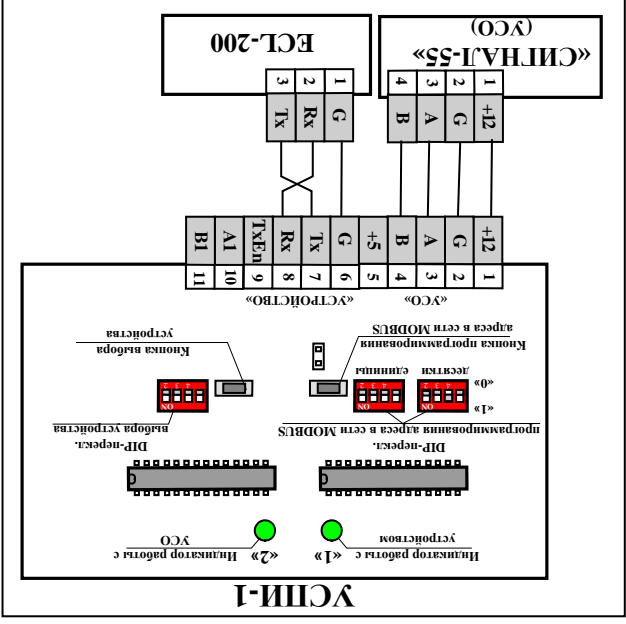 УСПИ-1
Индикатор работы с
устройством
«1»
«2»
Индикатор работы с
УСО
DIP-перекл.
программирования адреса в сети MODBUS
DIP-перекл.
выбора устройства
«1»
«0»
ON
ON
ON
десятки единицы
Кнопка программирования
адреса в сети MODBUS
Кнопка выбора
устройства
«УСО» «УСТРОЙСТВО»
1 2 3 4 5 6 7 8 9 10 11
+12 G A B +5 G Tx Rx TxEn A1 B1
+12 G A B G Rx Tx
1 2 3 4 1 2 3
«СИГНАЛ-55»
(УСО)
ECL-200